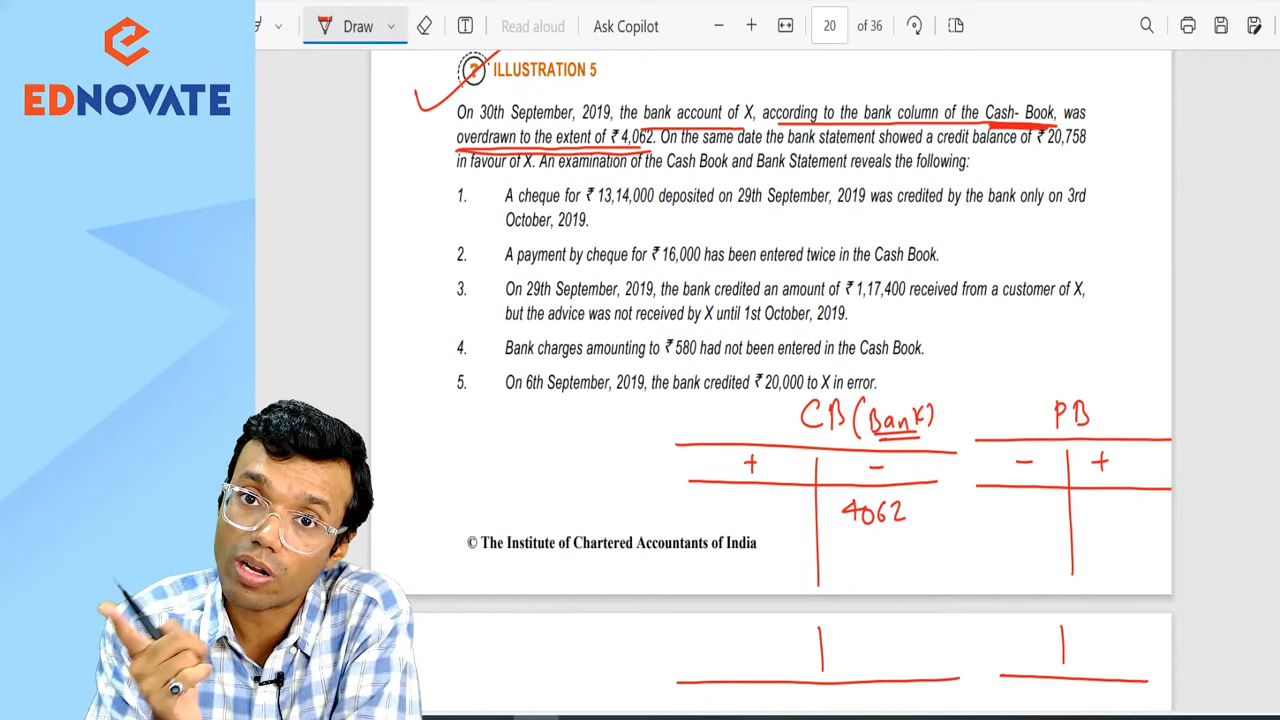 EDNOVATE
Draw
Read aloud
Ask Copilot
20
of 36
? ILLUSTRATION 5
On 30th September, 2019, the bank account of X, according to the bank column of the Cash- Book, was
overdrawn to the extent of ₹ 4,062. On the same date the bank statement showed a credit balance of ₹ 20,758
in favour of X. An examination of the Cash Book and Bank Statement reveals the following:
1. A cheque for ₹ 13,14,000 deposited on 29th September, 2019 was credited by the bank only on 3rd
October, 2019.
2. A payment by cheque for ₹ 16,000 has been entered twice in the Cash Book.
3. On 29th September, 2019, the bank credited an amount of ₹ 1,17,400 received from a customer of X,
but the advice was not received by X until 1st October, 2019.
4. Bank charges amounting to ₹ 580 had not been entered in the Cash Book.
5. On 6th September, 2019, the bank credited ₹ 20,000 to X in error.
CB (Bank) PB
+ - - +
4062
© The Institute of Chartered Accountants of India